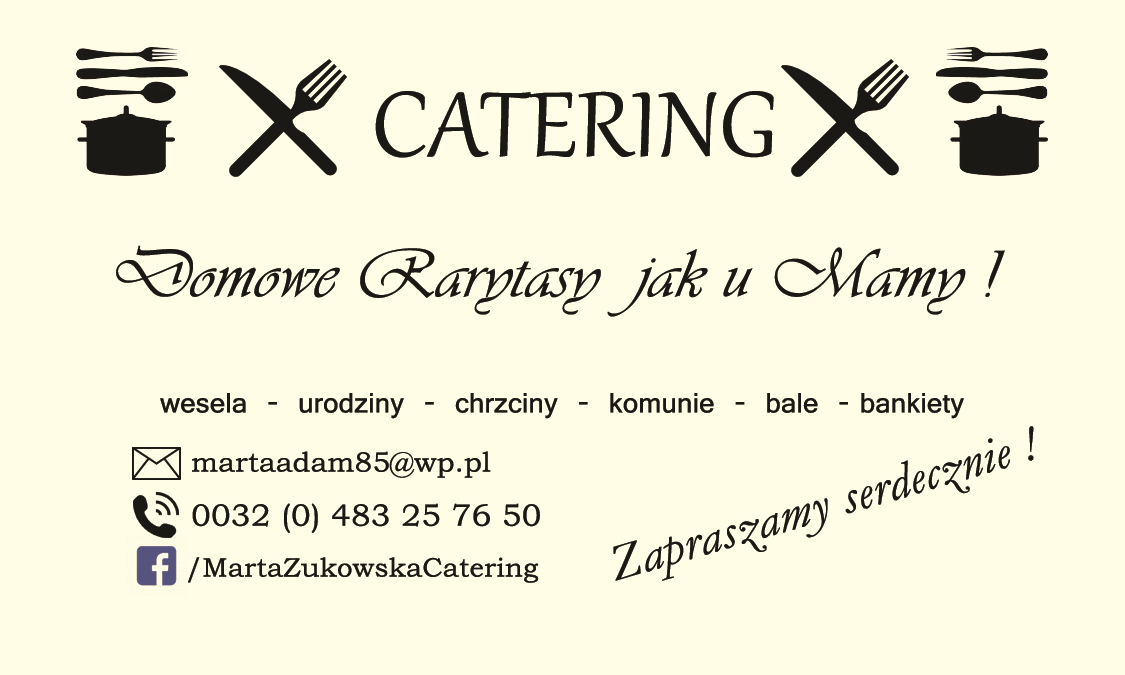 CATERING
Domowe Rarytasy jak u Mamy !
wesela - urodziny - chrzciny - komunie - bale - bankiety
martaadam85@wp.pl
0032 (0) 483 25 76 50
/MartaZukowskaCatering
Zapraszamy serdecznie !